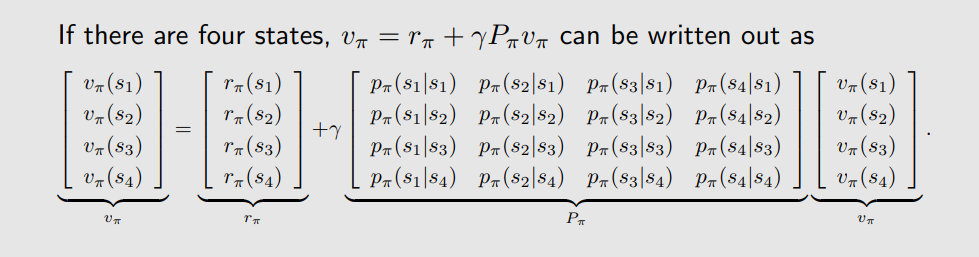 If there are four states, v_π = r_π + γP_πv_π can be written out as
[ v_π(s_1) ] [ r_π(s_1) ] [ p_π(s_1|s_1) p_π(s_2|s_1) p_π(s_3|s_1) p_π(s_4|s_1) ] [ v_π(s_1) ]
[ v_π(s_2) ] = [ r_π(s_2) ] +γ [ p_π(s_1|s_2) p_π(s_2|s_2) p_π(s_3|s_2) p_π(s_4|s_2) ] [ v_π(s_2) ] .
[ v_π(s_3) ] [ r_π(s_3) ] [ p_π(s_1|s_3) p_π(s_2|s_3) p_π(s_3|s_3) p_π(s_4|s_3) ] [ v_π(s_3) ]
[ v_π(s_4) ] [ r_π(s_4) ] [ p_π(s_1|s_4) p_π(s_2|s_4) p_π(s_3|s_4) p_π(s_4|s_4) ] [ v_π(s_4) ]
v_π r_π P_π v_π